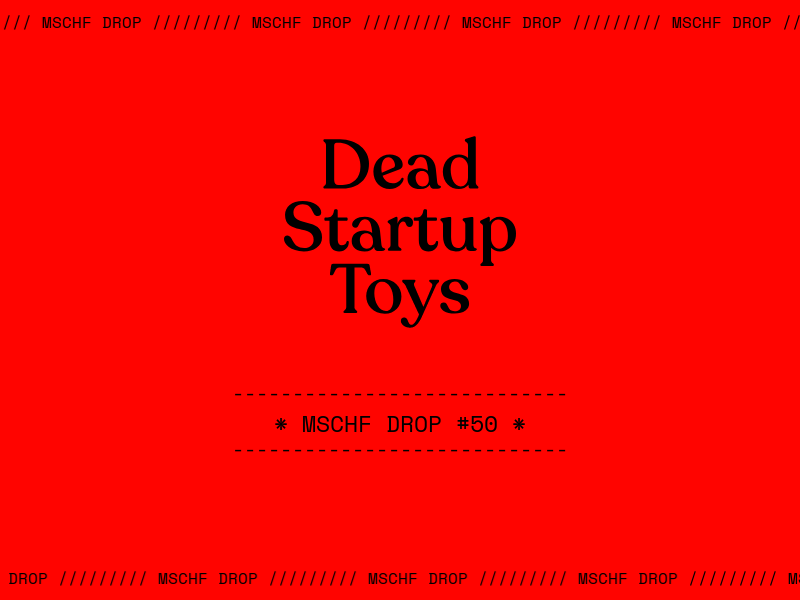 /// MSCHF DROP ///////// MSCHF DROP ///////// MSCHF DROP ///////// MSCHF DROP //
Dead
Startup
Toys
----------------------------
* MSCHF DROP #50 *
----------------------------
DROP ///////// MSCHF DROP ///////// MSCHF DROP ///////// MSCHF DROP ///////// M